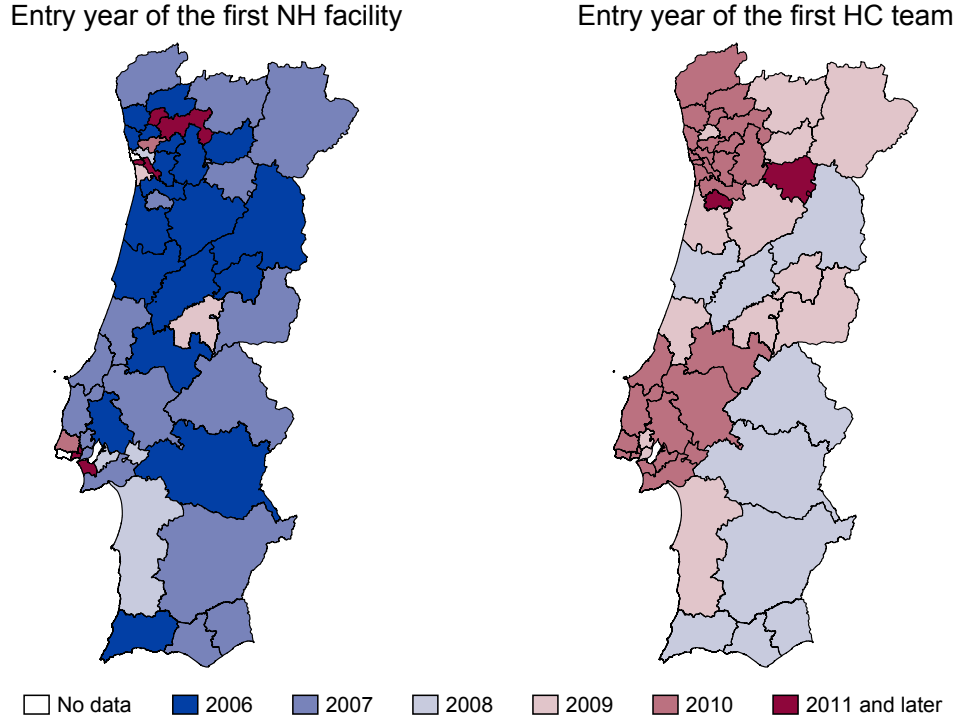 Entry year of the first NH facility
Entry year of the first HC team
No data 2006 2007 2008 2009 2010 2011 and later